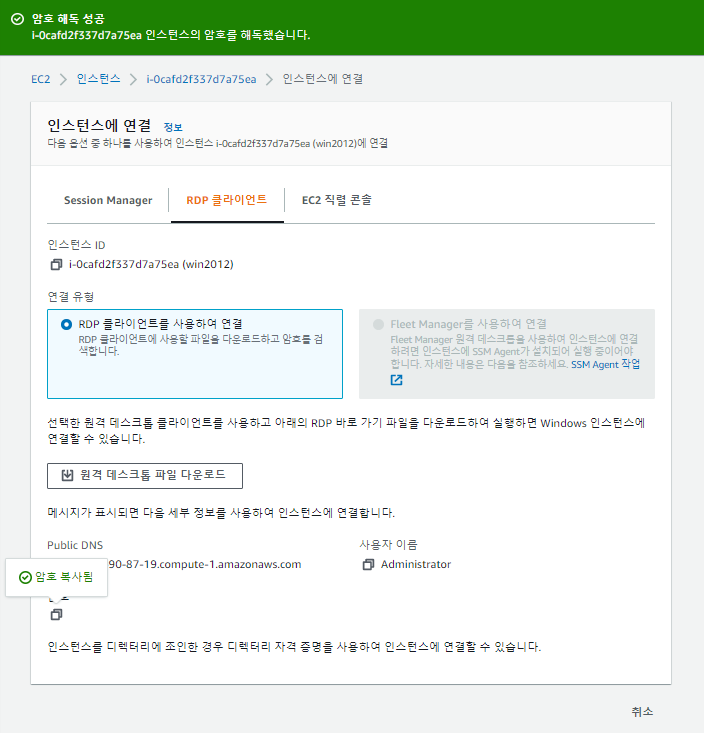 암호 해독 성공
i-0cafd2f337d7a75ea 인스턴스의 암호를 해독했습니다.
EC2 > 인스턴스 > i-0cafd2f337d7a75ea > 인스턴스에 연결
인스턴스에 연결 정보
다음 옵션 중 하나를 사용하여 인스턴스 i-0cafd2f337d7a75ea (win2012)에 연결
Session Manager RDP 클라이언트 EC2 직렬 콘솔
인스턴스 ID
i-0cafd2f337d7a75ea (win2012)
연결 유형
RDP 클라이언트를 사용하여 연결
RDP 클라이언트에 사용할 파일을 다운로드하고 암호를 검
색합니다.
Fleet Manager를 사용하여 연결
Fleet Manager 원격 데스크톱을 사용하여 인스턴스에 연결
하려면 인스턴스에 SSM Agent가 설치되어 실행 중이어야
합니다. 자세한 내용은 다음을 참조하세요. SSM Agent 작업
선택한 원격 데스크톱 클라이언트를 사용하고 아래의 RDP 바로 가기 파일을 다운로드하여 실행하면 Windows 인스턴스에
연결할 수 있습니다.
원격 데스크톱 파일 다운로드
메시지가 표시되면 다음 세부 정보를 사용하여 인스턴스에 연결합니다.
Public DNS
90-87-19.compute-1.amazonaws.com
사용자 이름
Administrator
암호 복사됨
인스턴스를 디렉터리에 조인한 경우 디렉터리 자격 증명을 사용하여 인스턴스에 연결할 수 있습니다.
취소